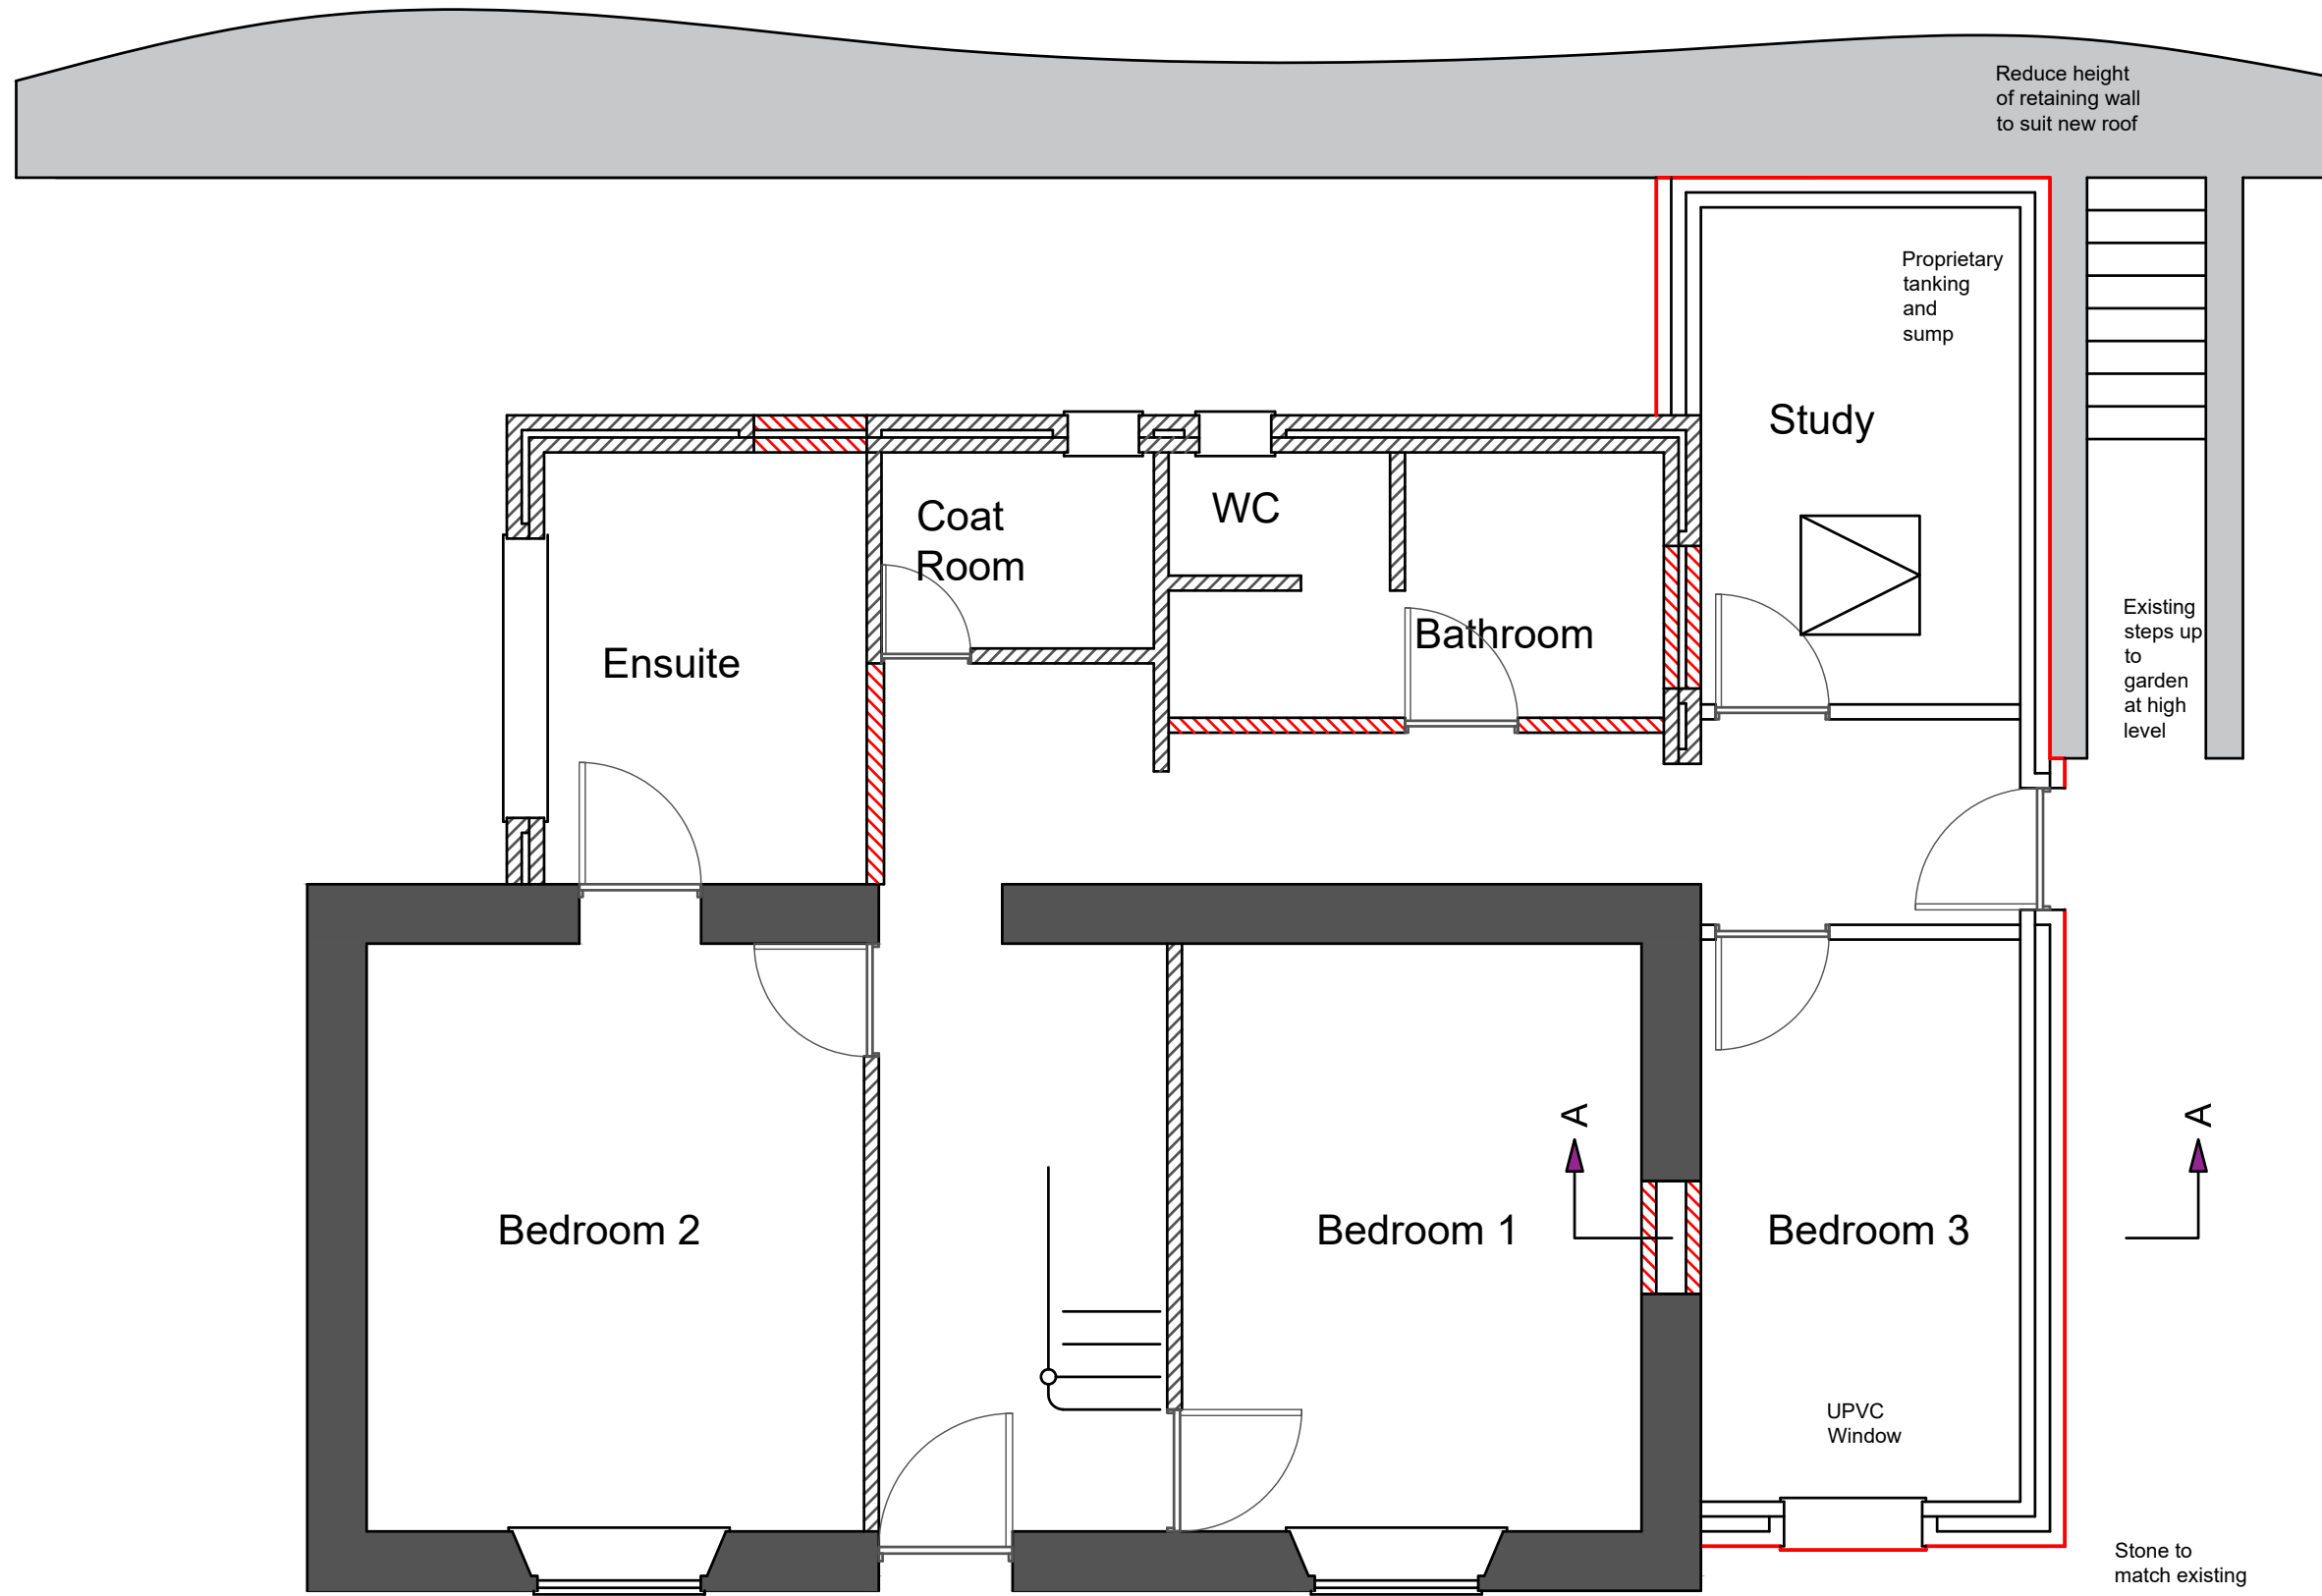 Reduce height
of retaining wall
to suit new roof
Proprietary
tanking
and
sump
Study
Coat
Room
WC
Existing
steps up
to
garden
at high
level
Bathroom
Ensuite
A
A
Bedroom 2
Bedroom 1
Bedroom 3
UPVC
Window
Stone to
match existing